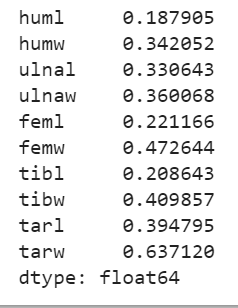 huml 0.187905
humw 0.342052
ulnal 0.330643
ulnaw 0.360068
feml 0.221166
femw 0.472644
tibl 0.208643
tibw 0.409857
tarl 0.394795
tarw 0.637120
dtype: float64